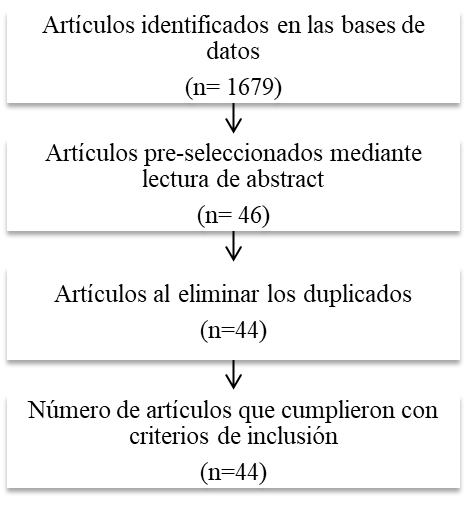 Artículos identificados en las bases de
datos
(n= 1679)
Artículos pre-seleccionados mediante
lectura de abstract
(n= 46)
Artículos al eliminar los duplicados
(n=44)
Número de artículos que cumplieron con
criterios de inclusión
(n=44)